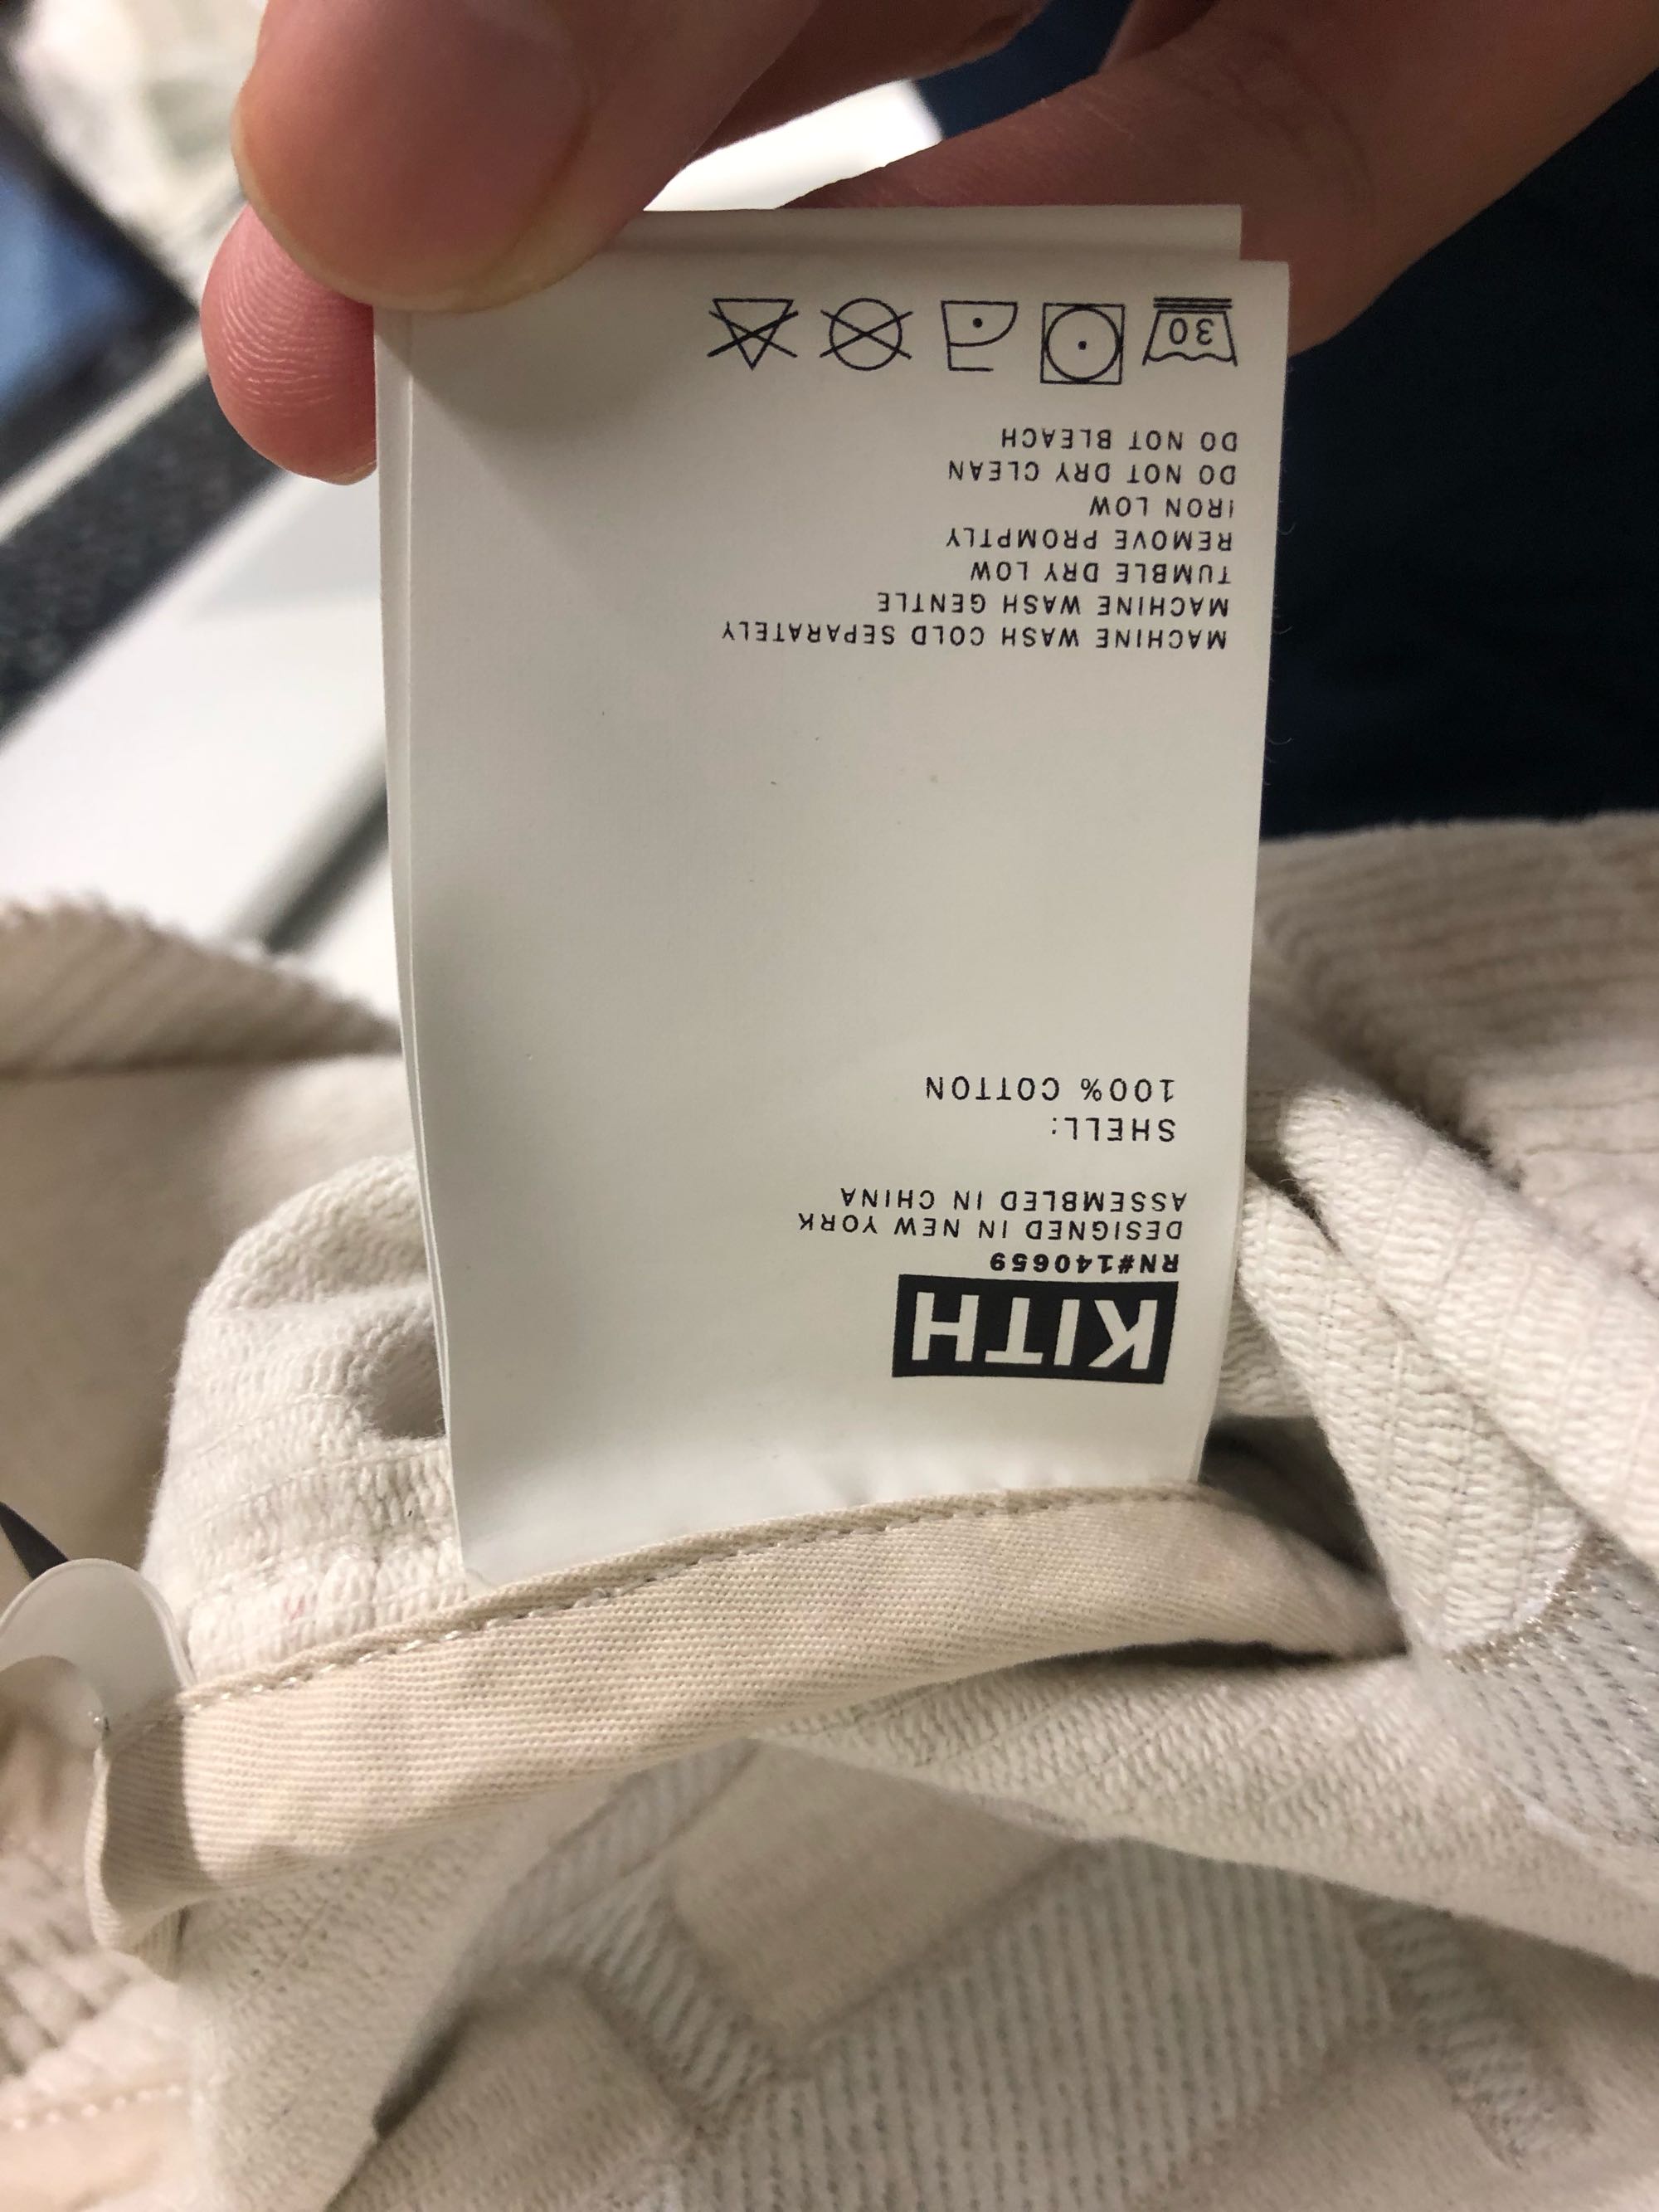 KITH
RN#140659
DESIGNED IN NEW YORK
ASSEMBLED IN CHINA
SHELL:
100% COTTON
MACHINE WASH COLD SEPARATELY
MACHINE WASH GENTLE
TUMBLE DRY LOW
REMOVE PROMPTLY
IRON LOW
DO NOT DRY CLEAN
DO NOT BLEACH
30